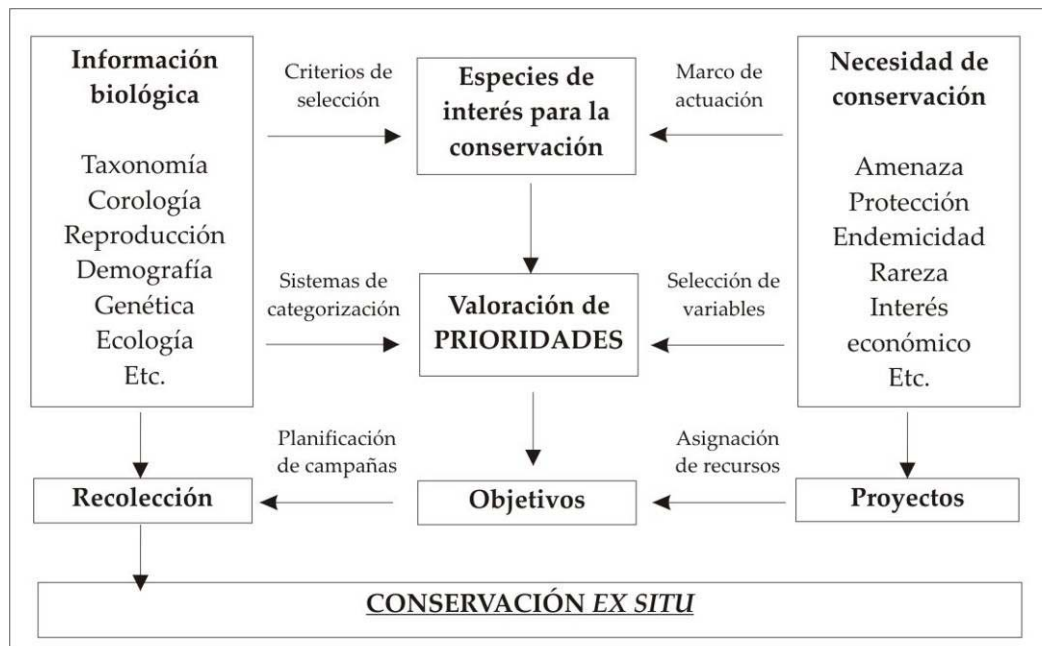 Información
biológica
Taxonomía
Corología
Reproducción
Demografía
Genética
Ecología
Etc.
Criterios de
selección
Especies de
interés para la
conservación
Marco de
actuación
Necesidad de
conservación
Amenaza
Protección
Endemicidad
Rareza
Interés
económico
Etc.
Sistemas de
categorización
Valoración de
PRIORIDADES
Selección de
variables
Recolección
Planificación
de campañas
Objetivos
Asignación
de recursos
Proyectos
CONSERVACIÓN EX SITU